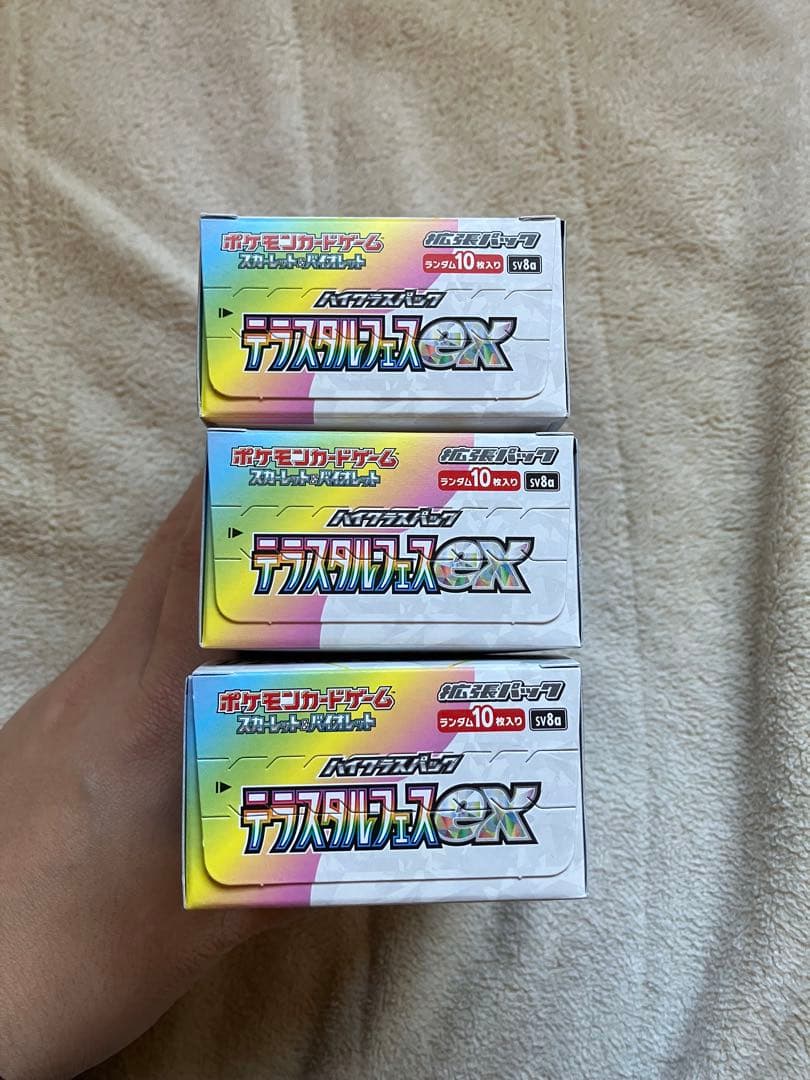 ポケモンカードゲーム 拡張パック
スカーレット&バイオレット ランダム10枚入り sv8a
ハイクラスパック
テラスタルフェスex
ポケモンカードゲーム 拡張パック
スカーレット&バイオレット ランダム10枚入り sv8a
ハイクラスパック
テラスタルフェスex
ポケモンカードゲーム 拡張パック
スカーレット&バイオレット ランダム10枚入り sv8a
ハイクラスパック
テラスタルフェスex